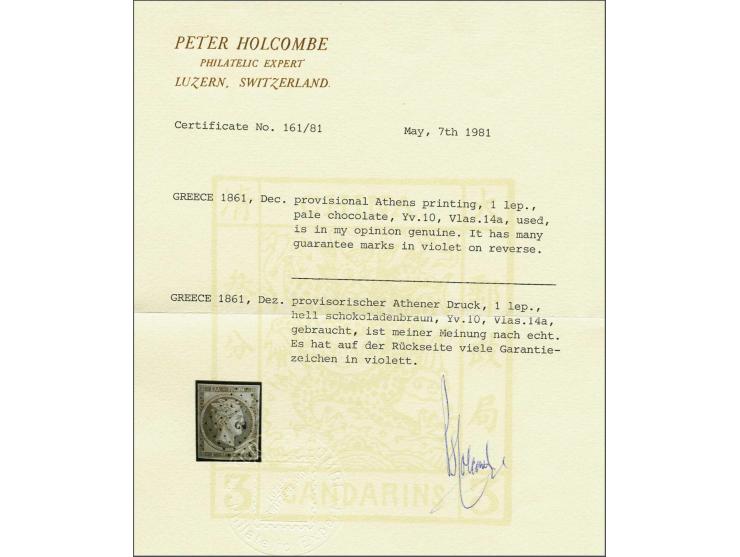 PETER HOLCOMBE
PHILATELIC EXPERT
LUZERN, SWITZERLAND.
Certificate No. 161/81 May, 7th 1981
GREECE 1861, Dec. provisional Athens printing, 1 lep.,
pale chocolate, Yv.10, Vlas.14a, used,
is in my opinion genuine. It has many
guarantee marks in violet on reverse.
GREECE 1861, Dez. provisorischer Athener Druck, 1 lep.,
hell schokoladenbraun, Yv.10, Vlas.14a,
gebraucht, ist meiner Meinung nach echt.
Es hat auf der Rückseite viele Garantie-
zeichen in violett.
3 CANDARINS 3